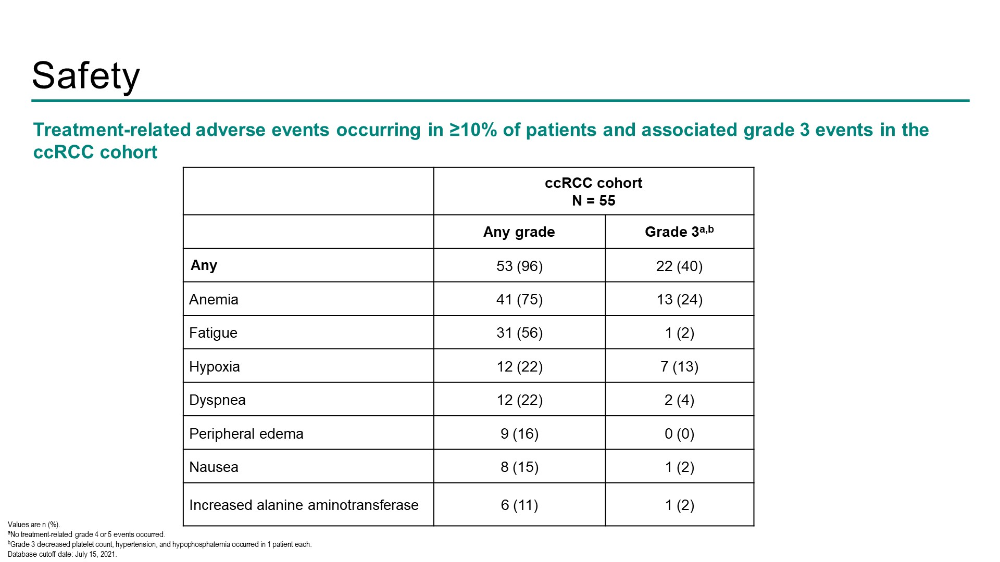 Safety
Treatment-related adverse events occurring in ≥10% of patients and associated grade 3 events in the
ccRCC cohort
ccRCC cohort
N = 55
Any grade
Grade 3a,b
Any
53 (96)
22 (40)
Anemia
41 (75)
13 (24)
Fatigue
31 (56)
1 (2)
Hypoxia
12 (22)
7 (13)
Dyspnea
12 (22)
2 (4)
Peripheral edema
9 (16)
0 (0)
Nausea
8 (15)
1 (2)
Increased alanine aminotransferase
6 (11)
1 (2)
Values are n (%).
aNo treatment-related grade 4 or 5 events occurred.
bGrade 3 decreased platelet count, hypertension, and hypophosphatemia occurred in 1 patient each.
Database cutoff date: July 15, 2021.